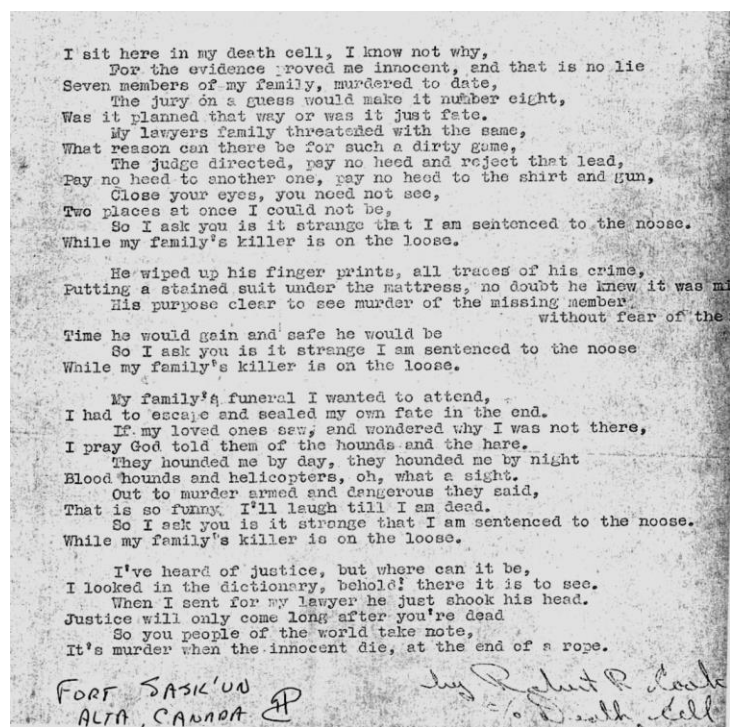 I sit here in my death cell, I know not why,
For the evidence proved me innocent, and that is no lie
Seven members of my family, murdered to date,
The jury on a guess would make it number eight,
Was it planned that way or was it just fate.
My lawyers family threatened with the same,
What reason can there be for such a dirty game,
The judge directed, pay no heed and reject that lead,
Pay no heed to another one, pay no heed to the shirt and gun,
Close your eyes, you need not see,
Two places at once I could not be,
So I ask you is it strange that I am sentenced to the noose.
While my family's killer is on the loose.
He wiped up his finger prints, all traces of his crime,
Putting a stained suit under the mattress, no doubt he knew it was mi
His purpose clear to see murder of the missing member,
without fear of the
Time he would gain and safe he would be
So I ask you is it strange I am sentenced to the noose
While my family's killer is on the loose.
My family's funeral I wanted to attend,
I had to escape and sealed my own fate in the end.
If my loved ones saw, and wondered why I was not there,
I pray God told them of the hounds and the hare.
They hounded me by day, they hounded me by night
Blood hounds and helicopters, oh, what a sight.
Out to murder armed and dangerous they said,
That is so funny, I'll laugh till I am dead.
So I ask you is it strange that I am sentenced to the noose.
While my family's killer is on the loose.
I've heard of justice, but where can it be,
I looked in the dictionary, behold! there it is to see.
When I sent for my lawyer he just shook his head.
Justice will only come long after you're dead
So you people of the world take note,
It's murder when the innocent die, at the end of a rope.
by Robert R. Cook
c/o Death Cell
FORT SASK'UN
ALTA, CANADA